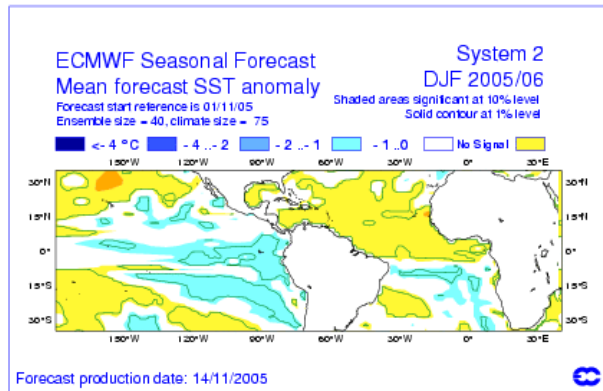 ECMWF Seasonal Forecast
Mean forecast SST anomaly
Forecast start reference is 01/11/05
Ensemble size = 40, climate size = 75
System 2
DJF 2005/06
Shaded areas significant at 10% level
Solid contour at 1% level
<- 4 °C - 4 ..- 2 - 2 ..- 1 - 1 ..0 No Signal
150°W 120°W 90°W 60°W 30°W 0° 30°E
30°N 30°N
15°N 15°N
0° 0°
15°S 15°S
30°S 30°S
150°W 120°W 90°W 60°W 30°W 0° 30°E
Forecast production date: 14/11/2005